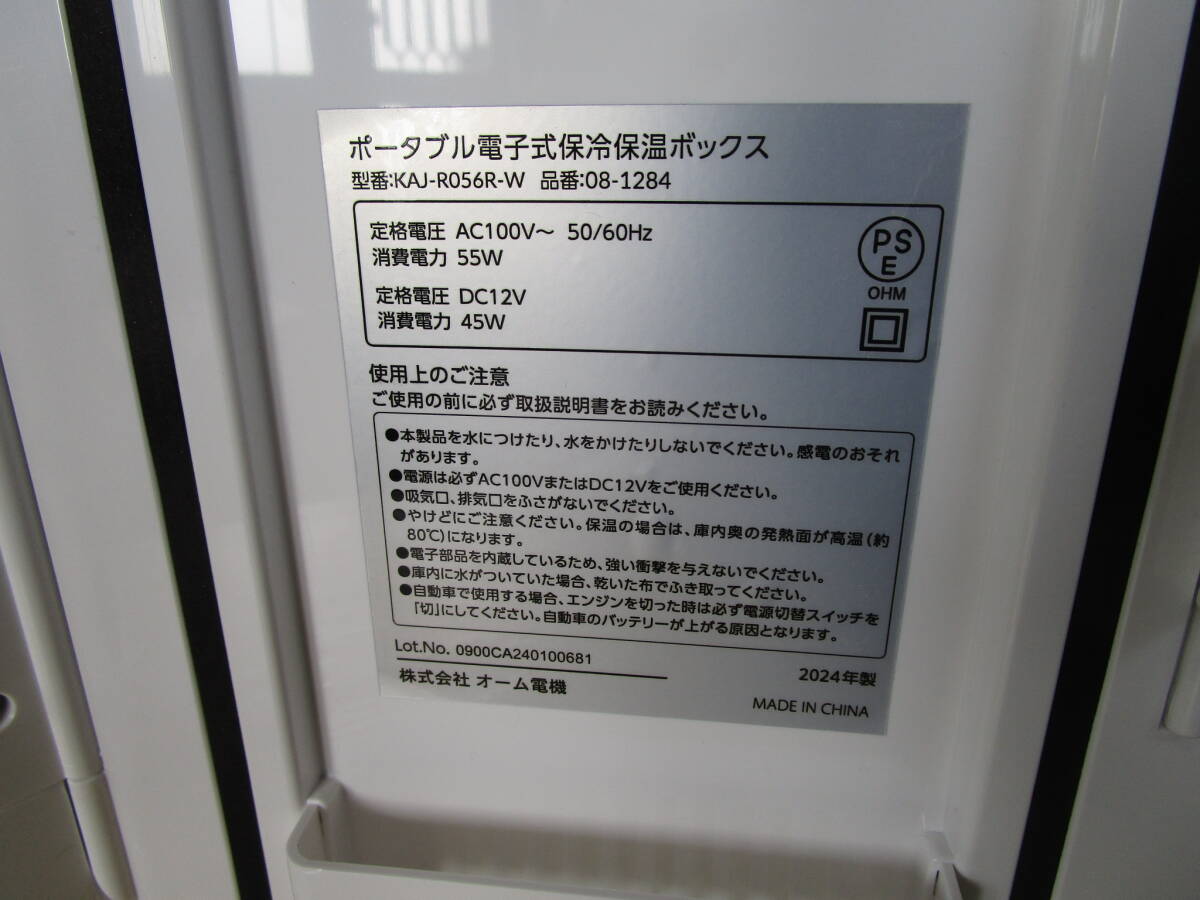 ポータブル電子式保冷保温ボックス
型番:KAJ-R056R-W 品番:08-1284
定格電圧 AC100V～ 50/60Hz
消費電力 55W
定格電圧 DC12V
消費電力 45W
PS
E
OHM
使用上のご注意
ご使用の前に必ず取扱説明書をお読みください。
●本製品を水につけたり、水をかけたりしないでください。感電のおそれ
があります。
●電源は必ずAC100VまたはDC12Vをご使用ください。
●吸気口、排気口をふさがないでください。
●やけどにご注意ください。保温の場合は、庫内奥の発熱面が高温(約
80℃)になります。
●電子部品を内蔵しているため、強い衝撃を与えないでください。
●庫内に水がついていた場合、乾いた布でふき取ってください。
●自動車で使用する場合、エンジンを切った時は必ず電源切替スイッチを
「切」にしてください。自動車のバッテリーが上がる原因となります。
Lot.No. 0900CA240100681
株式会社 オーム電機
2024年製
MADE IN CHINA